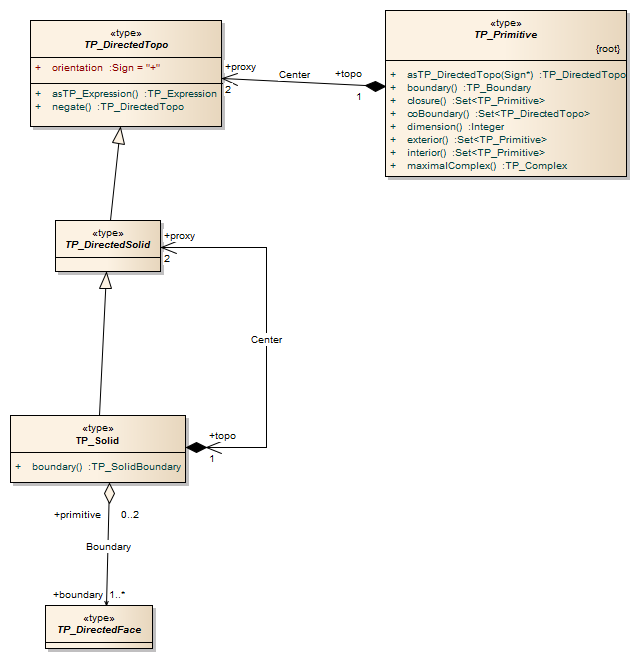 «type»
TP_DirectedTopo
+ orientation :Sign = "+"
+ asTP_Expression() :TP_Expression
+ negate() :TP_DirectedTopo
«type»
TP_Primitive
{root}
+ asTP_DirectedTopo(Sign*) :TP_DirectedTopo
+ boundary() :TP_Boundary
+ closure() :Set<TP_Primitive>
+ coBoundary() :Set<TP_DirectedTopo>
+ dimension() :Integer
+ exterior() :Set<TP_Primitive>
+ interior() :Set<TP_Primitive>
+ maximalComplex() :TP_Complex
+proxy
2
Center
+topo
1
«type»
TP_DirectedSolid
+proxy
2
Center
+topo
1
«type»
TP_Solid
+ boundary() :TP_SolidBoundary
+primitive 0..2
Boundary
+boundary 1..*
«type»
TP_DirectedFace